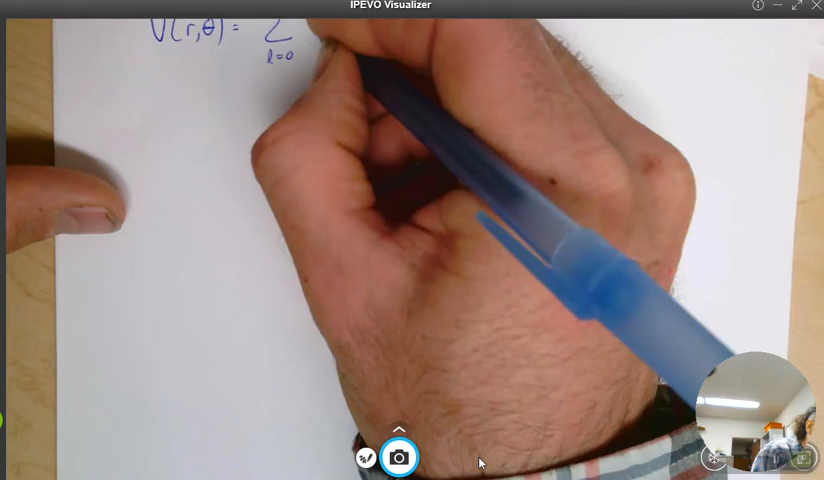 IPEVO Visualizer
V(r,θ) = Σ
l=0